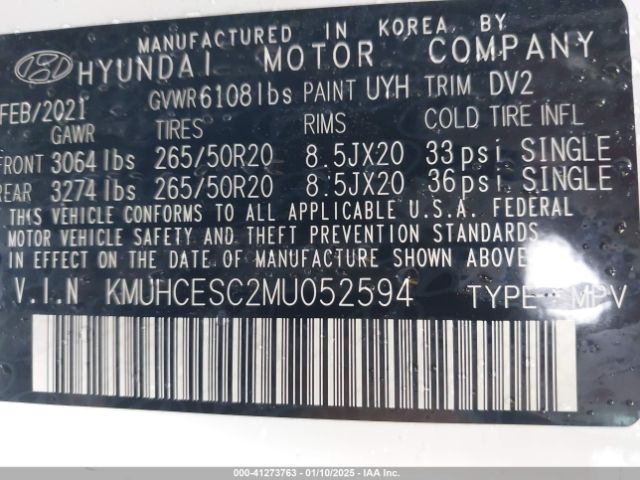 MANUFACTURED IN KOREA BY
HYUNDAI MOTOR COMPANY
FEB/2021 GVWR 6108 lbs PAINT UYH TRIM DV2
GAWR TIRES RIMS COLD TIRE INFL
FRONT 3064 lbs 265/50R20 8.5JX20 33 psi SINGLE
REAR 3274 lbs 265/50R20 8.5JX20 36 psi SINGLE
THIS VEHICLE CONFORMS TO ALL APPLICABLE U.S.A. FEDERAL
MOTOR VEHICLE SAFETY AND THEFT PREVENTION STANDARDS
IN EFFECT ON THE DATE OF MANUFACTURE SHOWN ABOVE.
V.I.N KMUHCESC2MU052594 TYPE : MPV
000-41273763 - 01/10/2025 - IAA Inc.